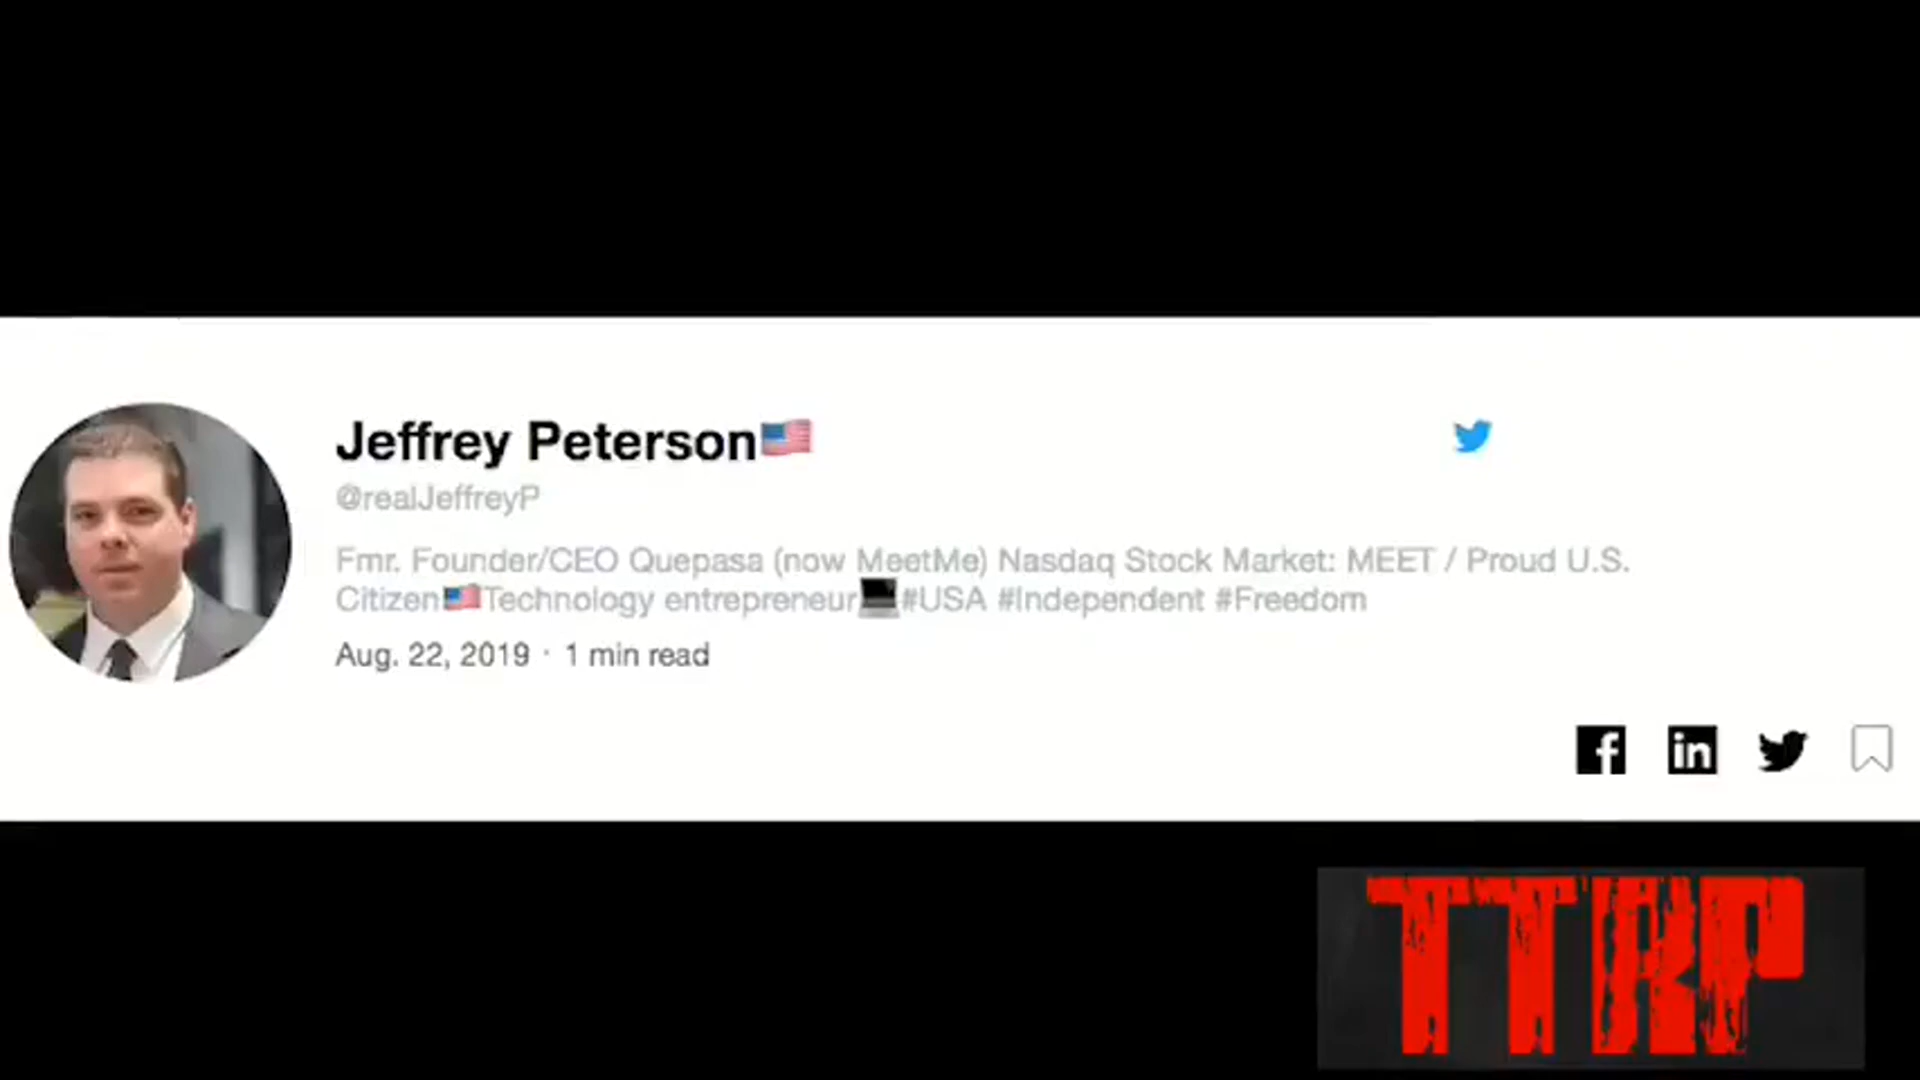 Jeffrey Peterson🇺🇸
@realJeffreyP
Fmr. Founder/CEO Quepasa (now MeetMe) Nasdaq Stock Market: MEET / Proud U.S.
Citizen🇺🇸Technology entrepreneur💻#USA #Independent #Freedom
Aug. 22, 2019 · 1 min read
TTRP